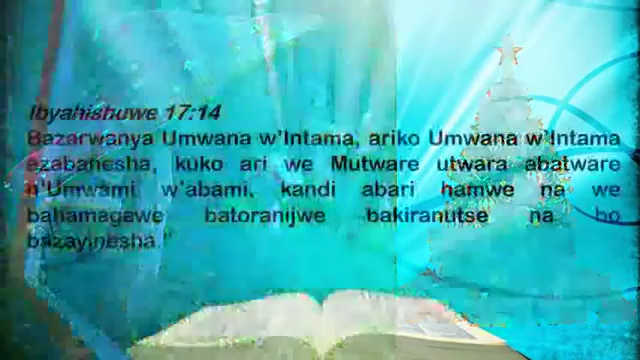 Ibyahishuwe 17:14
Bazarwanya Umwana w'Intama, ariko Umwana w'Intama
azabanesha, kuko ari we Mutware utwara abatware
n'Umwami w'abami, kandi abari hamwe na we
bahamagawe batoranijwe bakiranutse na bo
bazayinesha."